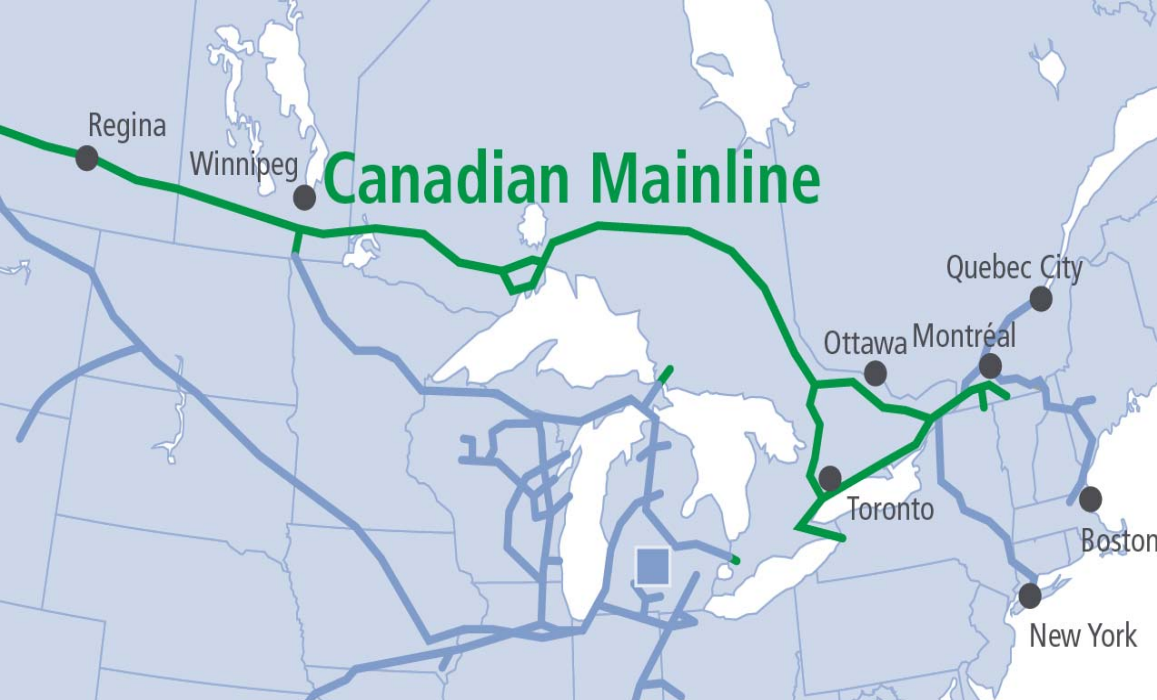 Regina
Winnipeg
Canadian Mainline
Quebec City
Ottawa
Montréal
Toronto
Boston
New York